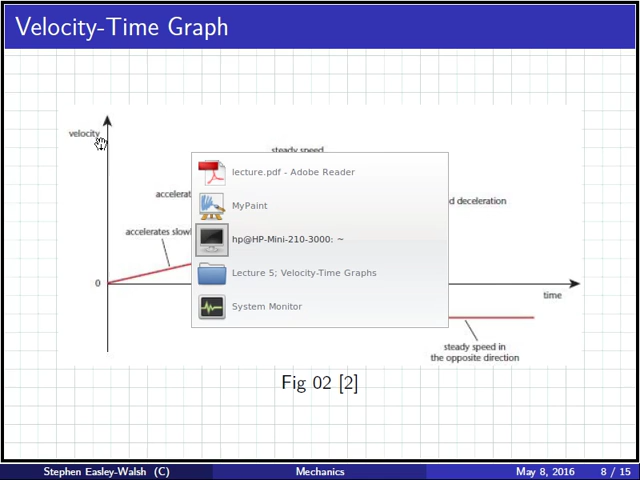 Velocity-Time Graph
velocity
steady speed
lecture.pdf - Adobe Reader
accelerat
d deceleration
MyPaint
accelerates slowl
hp@HP-Mini-210-3000: ~
Lecture 5; Velocity-Time Graphs
0
time
System Monitor
steady speed in
the opposite direction
Fig 02 [2]
Stephen Easley-Walsh (C) Mechanics May 8, 2016 8 / 15